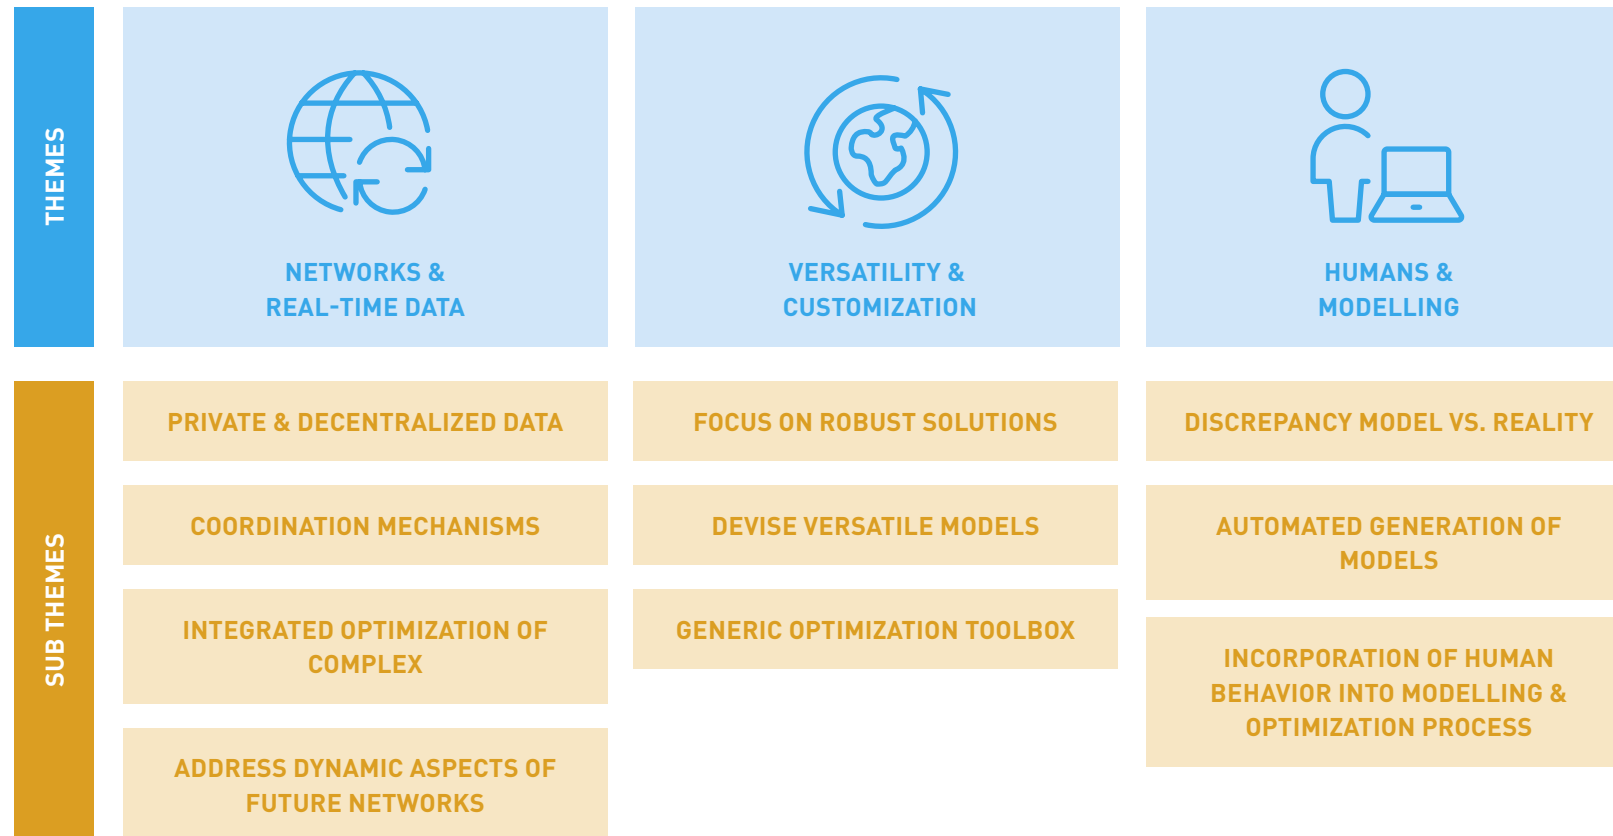 THEMES
NETWORKS &
REAL-TIME DATA
VERSATILITY &
CUSTOMIZATION
HUMANS &
MODELLING
SUB THEMES
PRIVATE & DECENTRALIZED DATA
COORDINATION MECHANISMS
INTEGRATED OPTIMIZATION OF
COMPLEX
ADDRESS DYNAMIC ASPECTS OF
FUTURE NETWORKS
FOCUS ON ROBUST SOLUTIONS
DEVISE VERSATILE MODELS
GENERIC OPTIMIZATION TOOLBOX
DISCREPANCY MODEL VS. REALITY
AUTOMATED GENERATION OF
MODELS
INCORPORATION OF HUMAN
BEHAVIOR INTO MODELLING &
OPTIMIZATION PROCESS